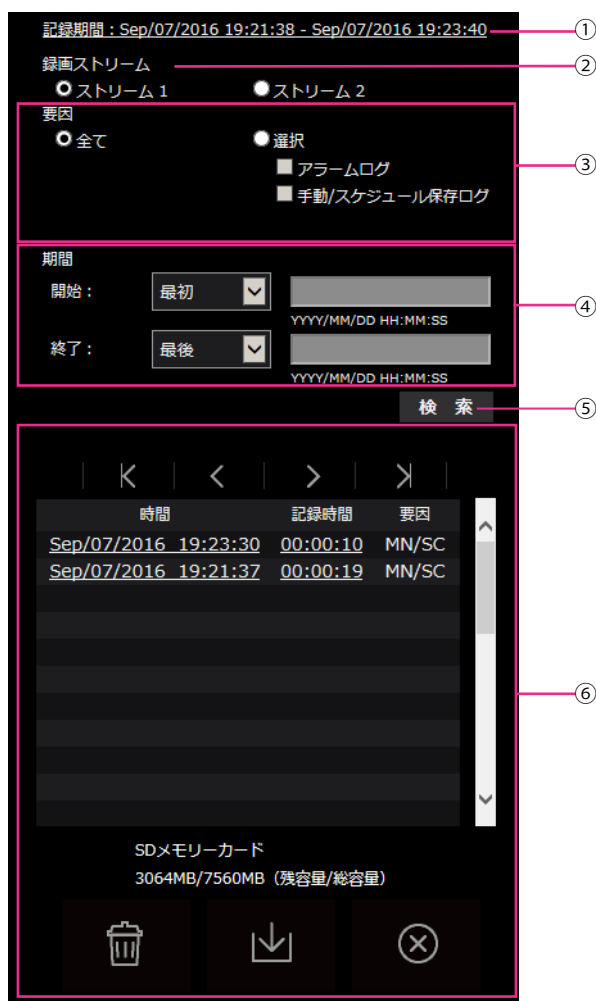 記録期間 : Sep/07/2016 19:21:38 - Sep/07/2016 19:23:40 ①
録画ストリーム ②
ストリーム 1 ストリーム 2
要因
全て 選択 ③
アラームログ
手動/スケジュール保存ログ
期間
開始 : 最初 ④
YYYY/MM/DD HH:MM:SS
終了 : 最後
YYYY/MM/DD HH:MM:SS
検 索 ⑤
時間 記録時間 要因
Sep/07/2016 19:23:30 00:00:10 MN/SC
Sep/07/2016 19:21:37 00:00:19 MN/SC
⑥
SDメモリーカード
3064MB/7560MB（残容量/総容量）